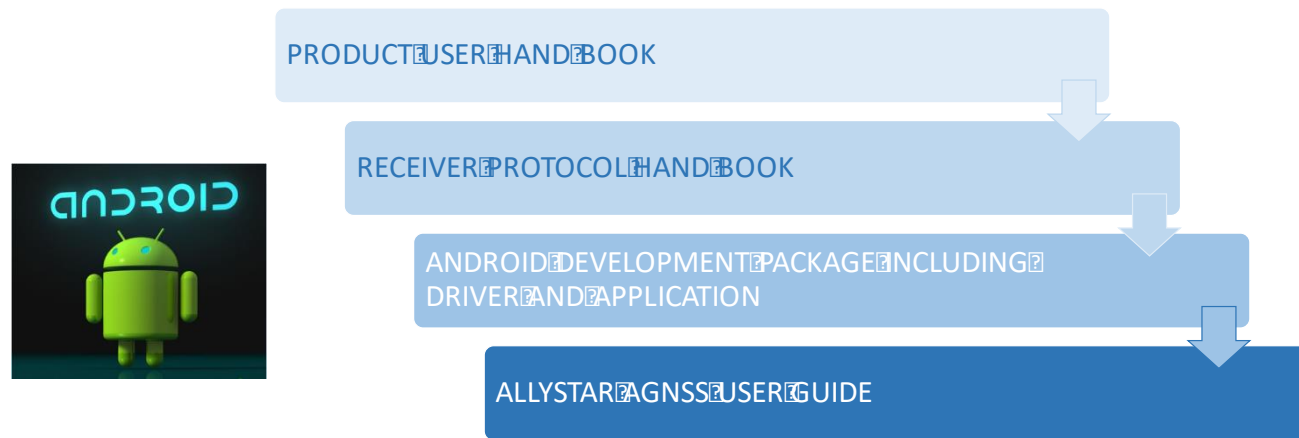 PRODUCT⍰USER⍰HAND⍰BOOK
RECEIVER⍰PROTOCOL⍰HAND⍰BOOK
ANDROID
ANDROID⍰DEVELOPMENT⍰PACKAGE⍰INCLUDING⍰
DRIVER⍰AND⍰APPLICATION
ALLYSTAR⍰AGNSS⍰USER⍰GUIDE